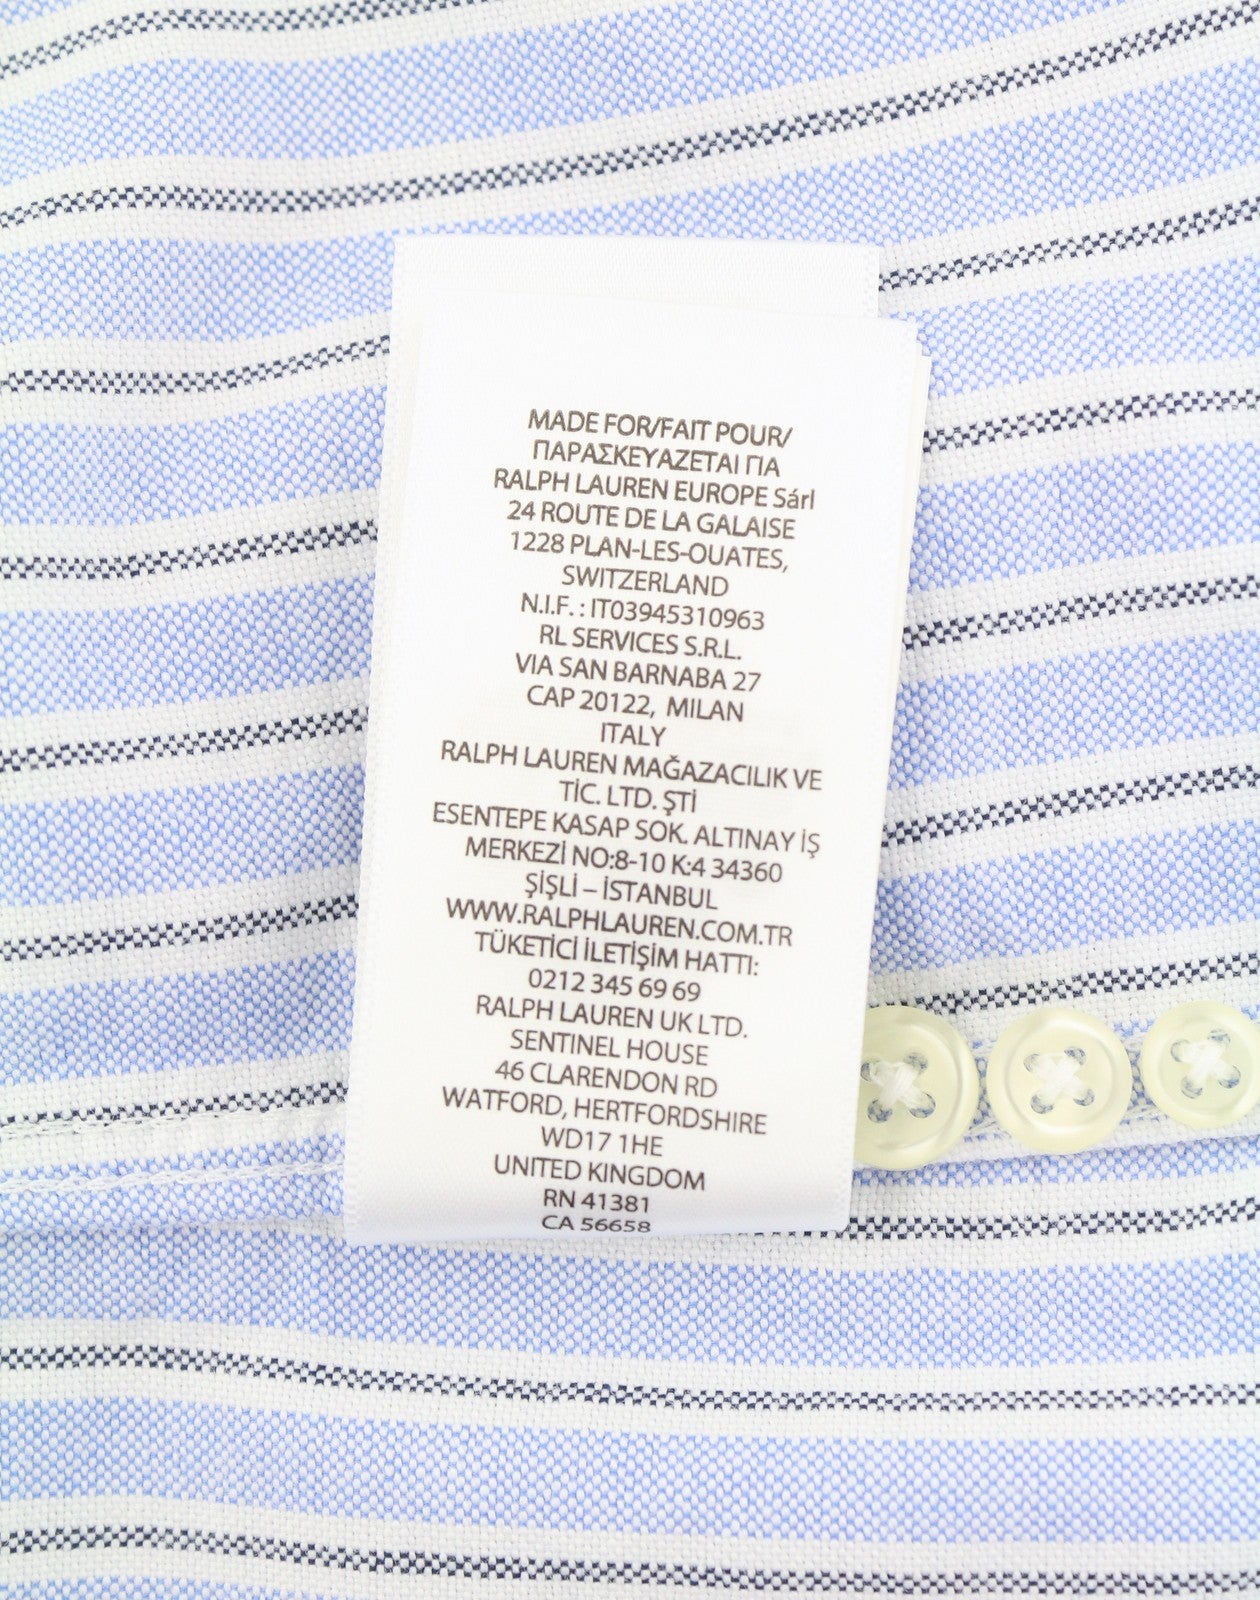 MADE FOR/FAIT POUR/
ΠΑΡΑΣΚΕΥΑΖΕΤΑΙ ΓΙΑ
RALPH LAUREN EUROPE Sárl
24 ROUTE DE LA GALAISE
1228 PLAN-LES-OUATES,
SWITZERLAND
N.I.F. : IT03945310963
RL SERVICES S.R.L.
VIA SAN BARNABA 27
CAP 20122, MILAN
ITALY
RALPH LAUREN MAĞAZACILIK VE
TİC. LTD. ŞTİ
ESENTEPE KASAP SOK. ALTINAY İŞ
MERKEZİ NO:8-10 K:4 34360
ŞİŞLİ – İSTANBUL
WWW.RALPHLAUREN.COM.TR
TÜKETİCİ İLETİŞİM HATTI:
0212 345 69 69
RALPH LAUREN UK LTD.
SENTINEL HOUSE
46 CLARENDON RD
WATFORD, HERTFORDSHIRE
WD17 1HE
UNITED KINGDOM
RN 41381
CA 56658